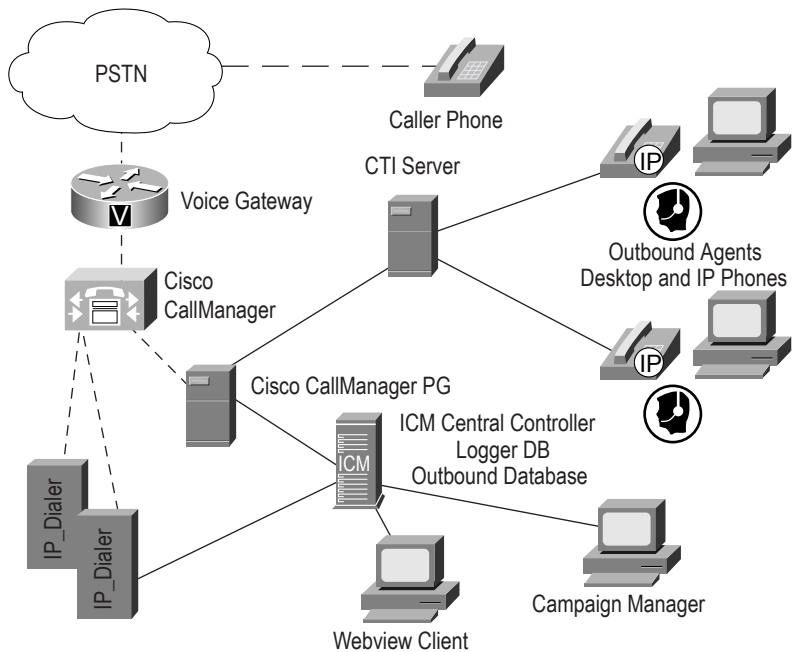 PSTN
Caller Phone
CTI Server
IP
V
Voice Gateway
Outbound Agents
Desktop and IP Phones
Cisco
CallManager
IP
Cisco CallManager PG
ICM Central Controller
Logger DB
Outbound Database
ICM
IP_Dialer
IP_Dialer
Campaign Manager
Webview Client